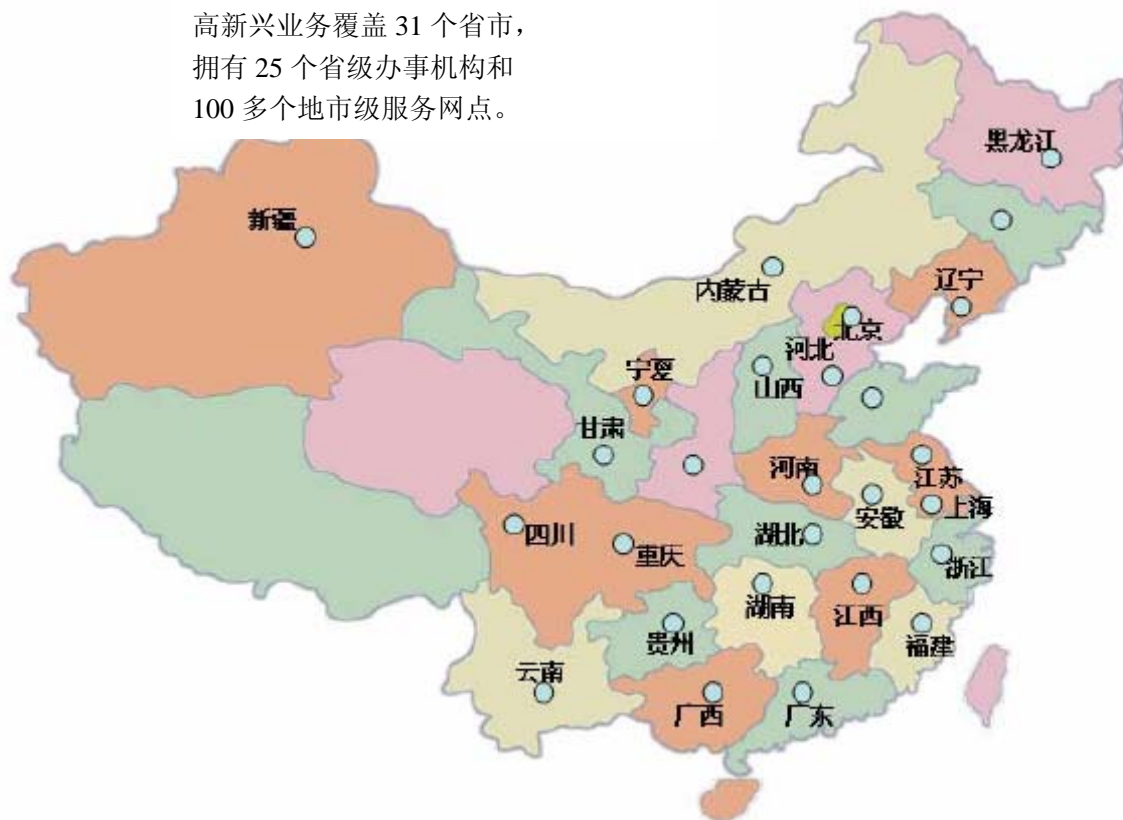 高新兴业务覆盖 31 个省市，
拥有 25 个省级办事机构和
100 多个地市级服务网点。
黑龙江
新疆
辽宁
内蒙古
北京
河北
宁夏
山西
甘肃
河南
江苏
安徽
上海
四川
湖北
重庆
浙江
湖南
江西
贵州
福建
云南
广西
广东